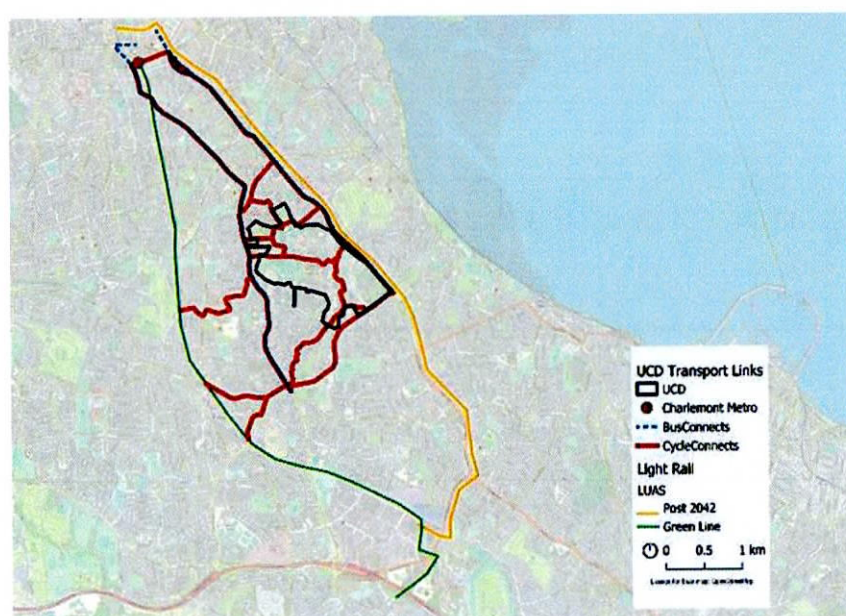 UCD Transport Links
UCD
Charlemont Metro
BusConnects
CycleConnects
Light Rail
LUAS
Post 2042
Green Line
0 0.5 1 km